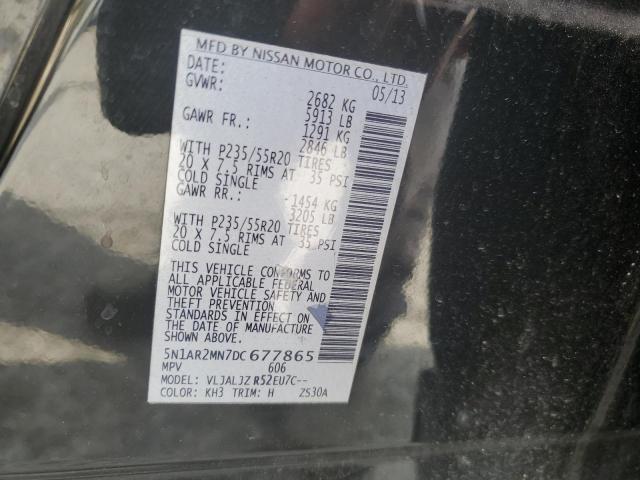 MFD BY NISSAN MOTOR CO., LTD.
DATE: 05/13
GVWR: 2682 KG
5913 LB
GAWR FR.: 1291 KG
2846 LB
WITH P235/55R20 TIRES
20 X 7.5 RIMS AT 35 PSI
COLD SINGLE
GAWR RR.: 1454 KG
3205 LB
WITH P235/55R20 TIRES
20 X 7.5 RIMS AT 35 PSI
COLD SINGLE
THIS VEHICLE CONFORMS TO
ALL APPLICABLE FEDERAL
MOTOR VEHICLE SAFETY AND
THEFT PREVENTION
STANDARDS IN EFFECT ON
THE DATE OF MANUFACTURE
SHOWN ABOVE.
5N1AR2MN7DC677865
MPV 606
MODEL: VLJALJZ R52EU7C--
COLOR: KH3 TRIM: H ZS30A